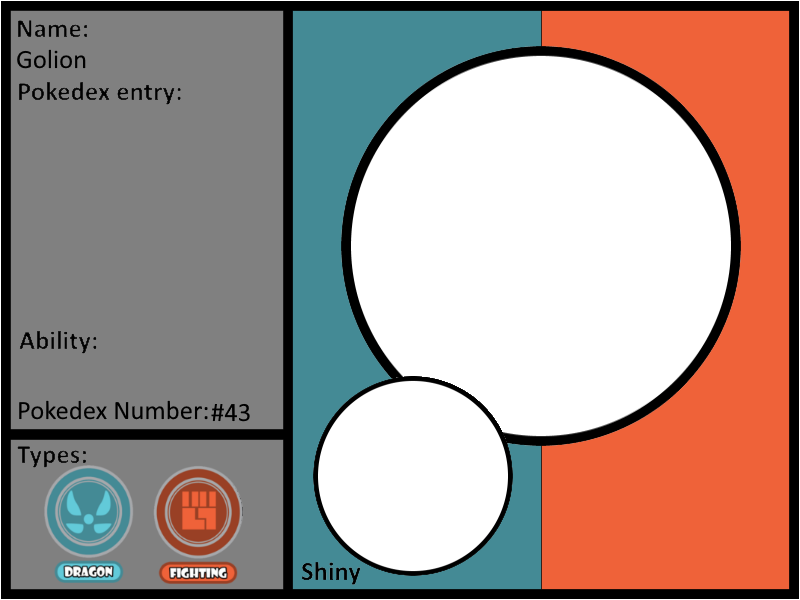 Name:
Golion
Pokedex entry:
Ability:
Pokedex Number:#43
Types:
DRAGON
FIGHTING
Shiny